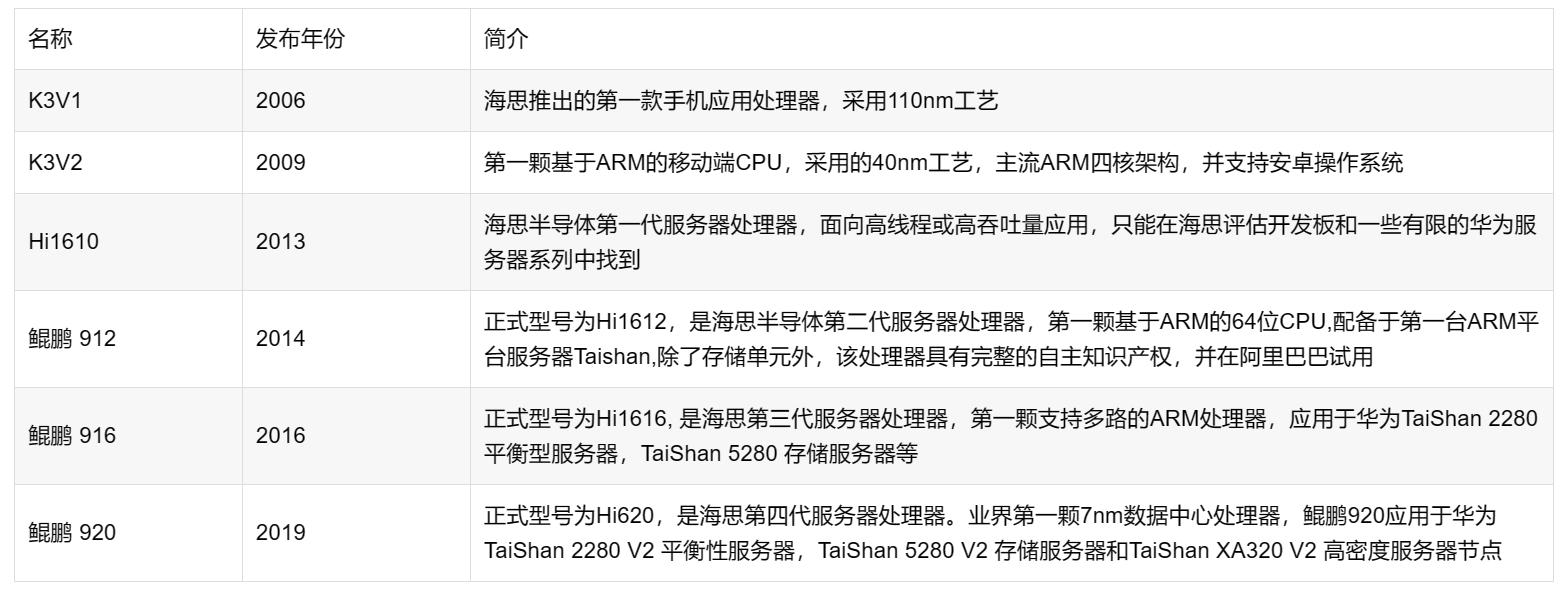 名称 发布年份 简介
K3V1 2006 海思推出的第一款手机应用处理器，采用110nm工艺
K3V2 2009 第一颗基于ARM的移动端CPU，采用的40nm工艺，主流ARM四核架构，并支持安卓操作系统
Hi1610 2013 海思半导体第一代服务器处理器，面向高线程或高吞吐量应用，只能在海思评估开发板和一些有限的华为服
务器系列中找到
鲲鹏 912 2014 正式型号为Hi1612，是海思半导体第二代服务器处理器，第一颗基于ARM的64位CPU,配备于第一台ARM平
台服务器Taishan,除了存储单元外，该处理器具有完整的自主知识产权，并在阿里巴巴试用
鲲鹏 916 2016 正式型号为Hi1616, 是海思第三代服务器处理器，第一颗支持多路的ARM处理器，应用于华为TaiShan 2280
平衡型服务器，TaiShan 5280 存储服务器等
鲲鹏 920 2019 正式型号为Hi620，是海思第四代服务器处理器。业界第一颗7nm数据中心处理器，鲲鹏920应用于华为
TaiShan 2280 V2 平衡性服务器，TaiShan 5280 V2 存储服务器和TaiShan XA320 V2 高密度服务器节点